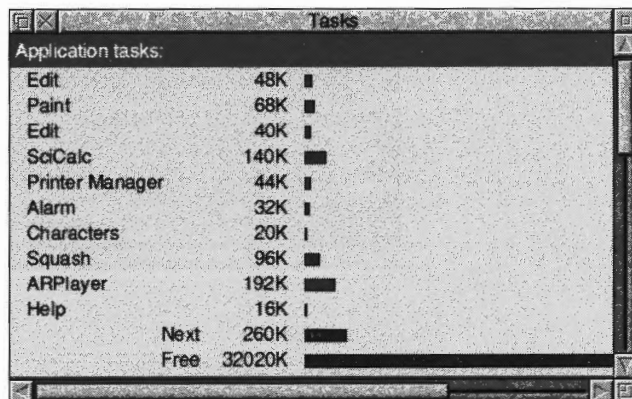 Tasks
Application tasks:
Edit 48K
Paint 68K
Edit 40K
SciCalc 140K
Printer Manager 44K
Alarm 32K
Characters 20K
Squash 96K
ARPlayer 192K
Help 16K
Next 260K
Free 32020K